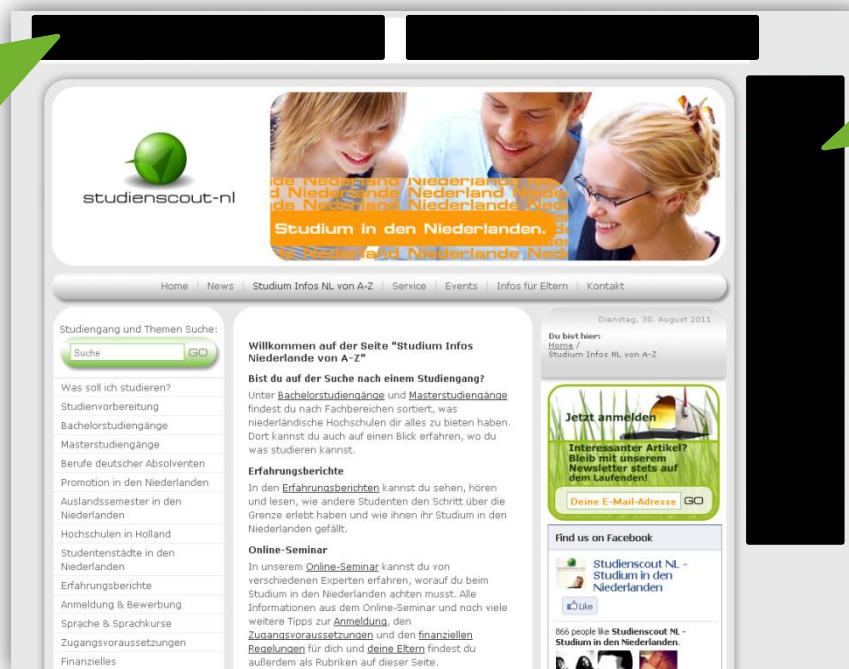 studienscout-nl
Studium in den Niederlanden.
Home | News | Studium Infos NL von A-Z | Service | Events | Infos für Eltern | Kontakt
Studiengang und Themen Suche:
Suche GO
Was soll ich studieren?
Studienvorbereitung
Bachelorstudiengänge
Masterstudiengänge
Berufe deutscher Absolventen
Promotion in den Niederlanden
Auslandssemester in den
Niederlanden
Hochschulen in Holland
Studentenstädte in den
Niederlanden
Erfahrungsberichte
Anmeldung & Bewerbung
Sprache & Sprachkurse
Zugangsvoraussetzungen
Finanzielles
Willkommen auf der Seite "Studium Infos
Niederlande von A-Z"
Bist du auf der Suche nach einem Studiengang?
Unter Bachelorstudiengänge und Masterstudiengänge
findest du nach Fachbereichen sortiert, was
niederländische Hochschulen dir alles zu bieten haben.
Dort kannst du auch auf einen Blick erfahren, wo du
was studieren kannst.
Erfahrungsberichte
In den Erfahrungsberichten kannst du sehen, hören
und lesen, wie andere Studenten den Schritt über die
Grenze erlebt haben und wie ihnen ihr Studium in den
Niederlanden gefällt.
Online-Seminar
In unserem Online-Seminar kannst du von
verschiedenen Experten erfahren, worauf du beim
Studium in den Niederlanden achten musst. Alle
Informationen aus dem Online-Seminar und noch viele
weitere Tipps zur Anmeldung, den
Zugangsvoraussetzungen und den finanziellen
Regelungen für dich und deine Eltern findest du
außerdem als Rubriken auf dieser Seite.
Dienstag, 30. August 2011
Du bist hier:
Home /
Studium Infos NL von A-Z
Jetzt anmelden
Interessanter Artikel?
Bleib mit unserem
Newsletter stets auf
dem Laufenden!
Deine E-Mail-Adresse GO
Find us on Facebook
Studienscout NL -
Studium in den
Niederlanden
Like
866 people like Studienscout NL -
Studium in den Niederlanden.